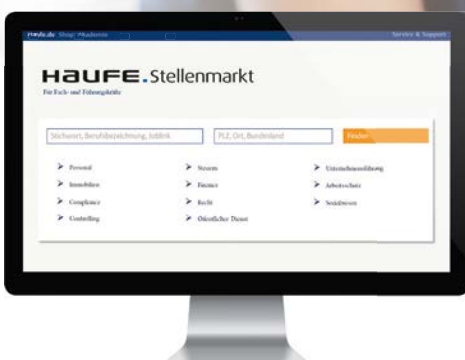 Haufe.de Shop Akademie Service & Support
HAUFE.Stellenmarkt
Für Fach- und Führungskräfte
Stichwort, Berufsbezeichnung, Joblink PLZ, Ort, Bundesland Finden
Personal Steuern Unternehmensführung
Immobilien Finance Arbeitsschutz
Compliance Recht Sozialwesen
Controlling Öffentlicher Dienst